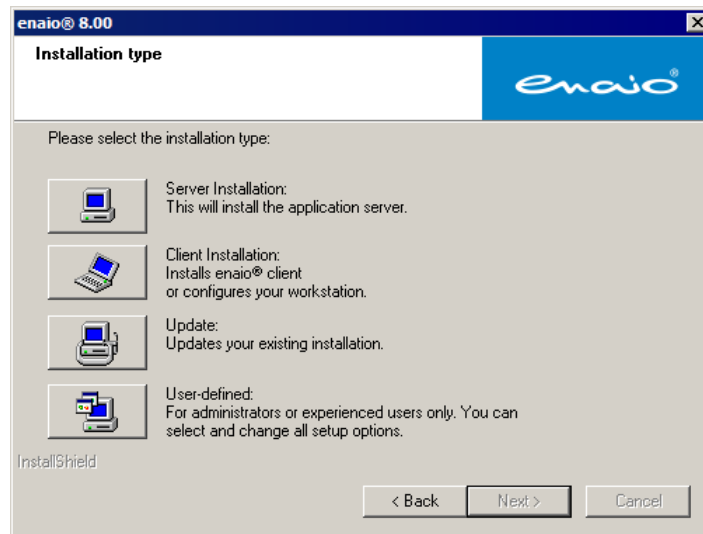 enaio® 8.00
Installation type
enaio®
Please select the installation type:
Server Installation:
This will install the application server.
Client Installation:
Installs enaio® client
or configures your workstation.
Update:
Updates your existing installation.
User-defined:
For administrators or experienced users only. You can
select and change all setup options.
InstallShield
< Back
Next >
Cancel